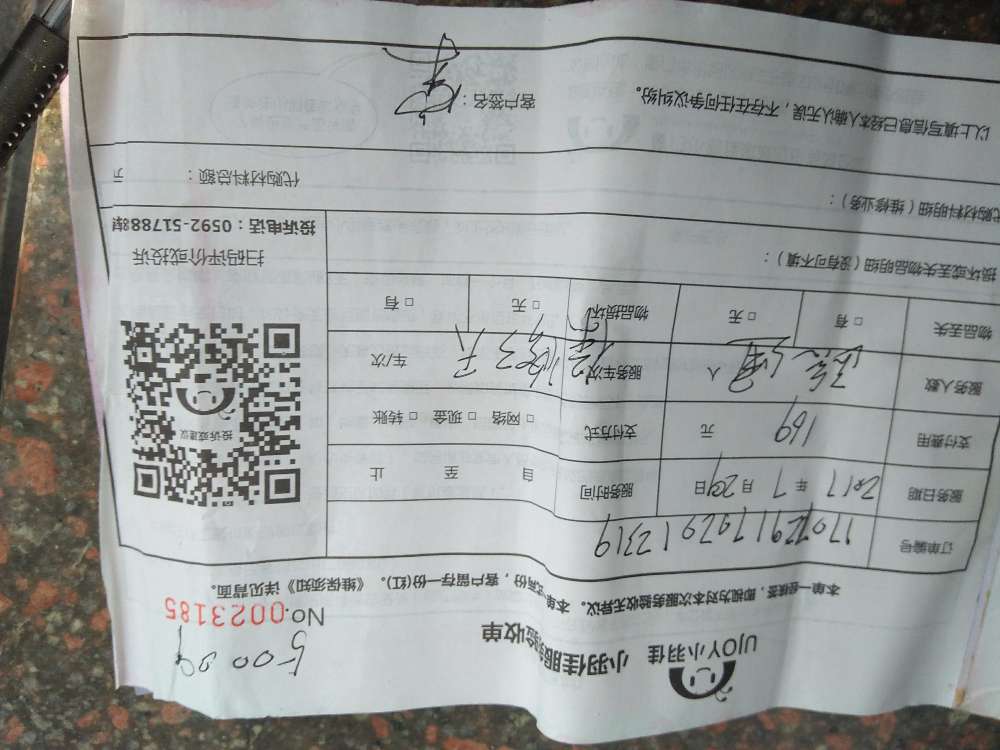 UJOY小羽佳 小羽佳服务验收单
50009
No.0023185
本单一经签, 即视为对本次服务验收无异议。本单一式两份, 客户留存一份(红)。《维保须知》详见背面。
订单编号
服务日期 2017 年 7 月 29 日 服务时间 自 至 止
支付费用 169 元 支付方式 □ 网络 □ 现金 □ 转账
服务人数 人 服务车次 车/次
物品丢失 □ 有 □ 无 物品损坏 □ 无 □ 有
投诉或建议
扫码评价或投诉
投诉电话：0592-5178888
损坏或丢失物品明细（没有可不填）：
代购材料明细（维修业务）： 代购材料总额： 元
以上填写信息已经本人确认无误，不存在任何争议纠纷。 客户签名：